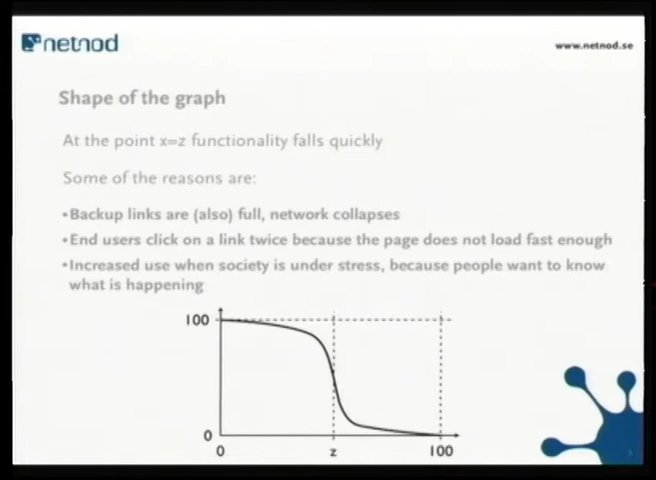 netnod
www.netnod.se
Shape of the graph
At the point x=z functionality falls quickly
Some of the reasons are:
•Backup links are (also) full, network collapses
•End users click on a link twice because the page does not load fast enough
•Increased use when society is under stress, because people want to know
what is happening
100
0
0 z 100